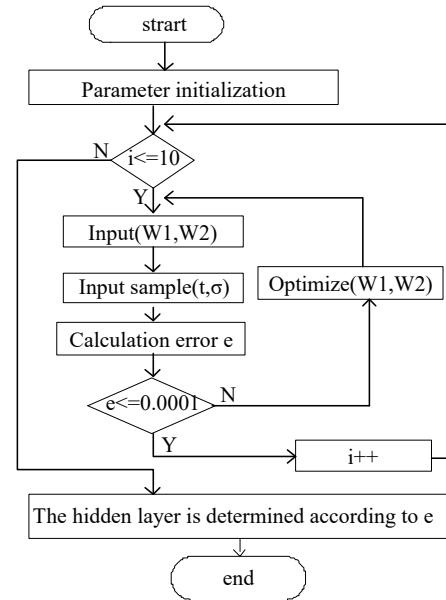 strart
Parameter initialization
N
i<=10
Y
Input(W1,W2)
Input sample(t,σ)
Optimize(W1,W2)
Calculation error e
e<=0.0001
N
Y
i++
The hidden layer is determined according to e
end